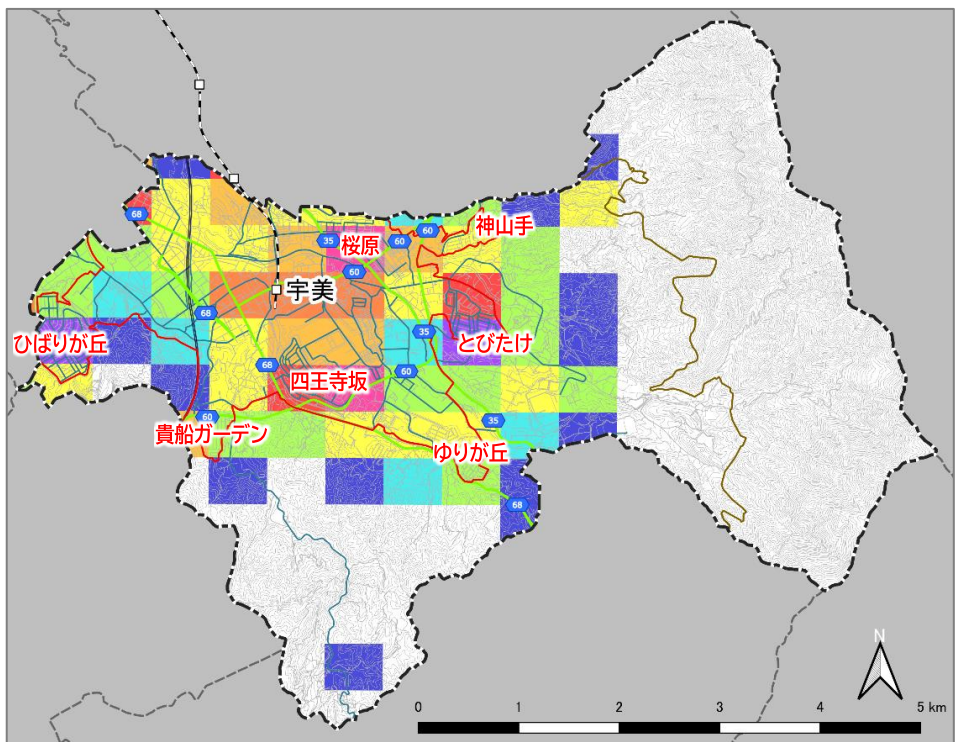 68
60
60
神山手
35
桜原
60
宇美
68
35
とびたけ
ひばりが丘
68
60
四王寺坂
60
35
貴船ガーデン
ゆりが丘
68
N
0 1 2 3 4 5 km